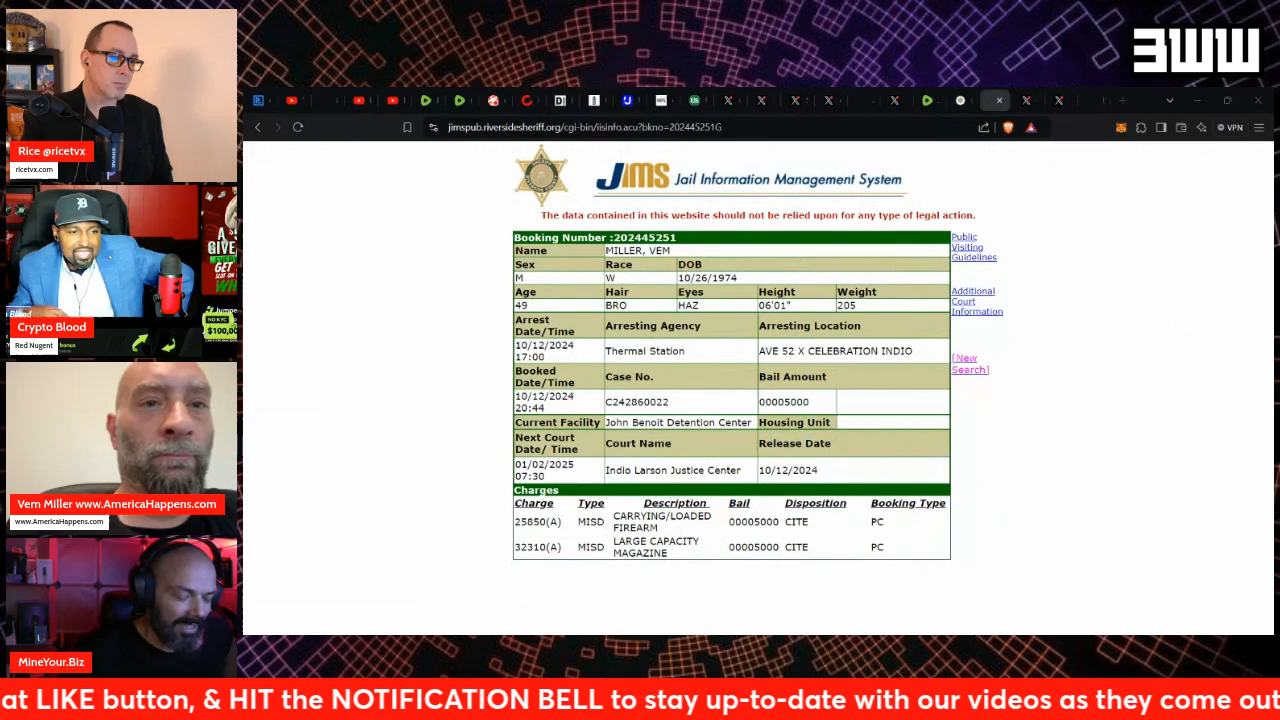 3WW
jimspub.riversidesheriff.org/cgi-bin/iisinfo.acu?bkno=202445251G
VPN
Rice @ricetvx
ricetvx.com
JIMS Jail Information Management System
The data contained in this website should not be relied upon for any type of legal action.
Booking Number :202445251
Name MILLER, VEM
Sex Race DOB
M W 10/26/1974
Age Hair Eyes Height Weight
49 BRO HAZ 06'01" 205
Arrest Date/Time Arresting Agency Arresting Location
10/12/2024 17:00 Thermal Station AVE 52 X CELEBRATION INDIO
Booked Date/Time Case No. Bail Amount
10/12/2024 20:44 C242860022 00005000
Current Facility John Benoit Detention Center Housing Unit
Next Court Date/ Time Court Name Release Date
01/02/2025 07:30 Indio Larson Justice Center 10/12/2024
Charges
Charge Type Description Bail Disposition Booking Type
25850(A) MISD CARRYING/LOADED FIREARM 00005000 CITE PC
32310(A) MISD LARGE CAPACITY MAGAZINE 00005000 CITE PC
Public
Visiting
Guidelines
Additional
Court
Information
[New
Search]
NO KYC
$100,00
Crypto Blood
Red Nugent
bonus
Vem Miller www.AmericaHappens.com
www.AmericaHappens.com
MineYour.Biz
at LIKE button, & HIT the NOTIFICATION BELL to stay up-to-date with our videos as they come out